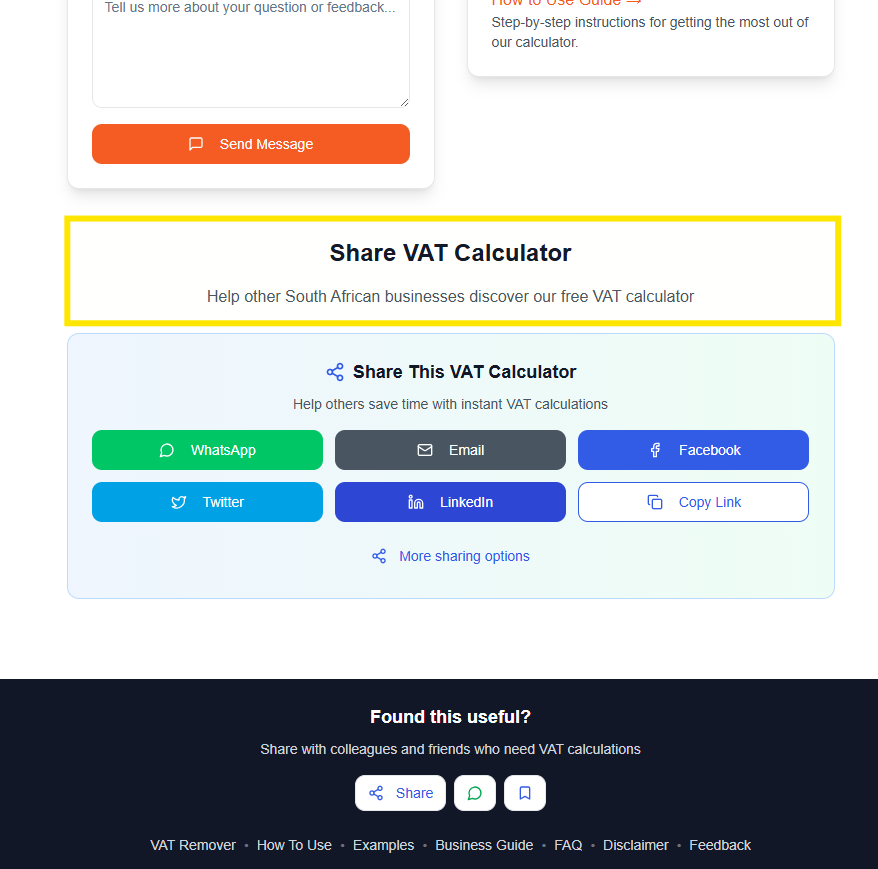 Tell us more about your question or feedback...
Send Message
How to Use Guide →
Step-by-step instructions for getting the most out of
our calculator.
Share VAT Calculator
Help other South African businesses discover our free VAT calculator
Share This VAT Calculator
Help others save time with instant VAT calculations
WhatsApp
Email
Facebook
Twitter
LinkedIn
Copy Link
More sharing options
Found this useful?
Share with colleagues and friends who need VAT calculations
Share
VAT Remover • How To Use • Examples • Business Guide • FAQ • Disclaimer • Feedback